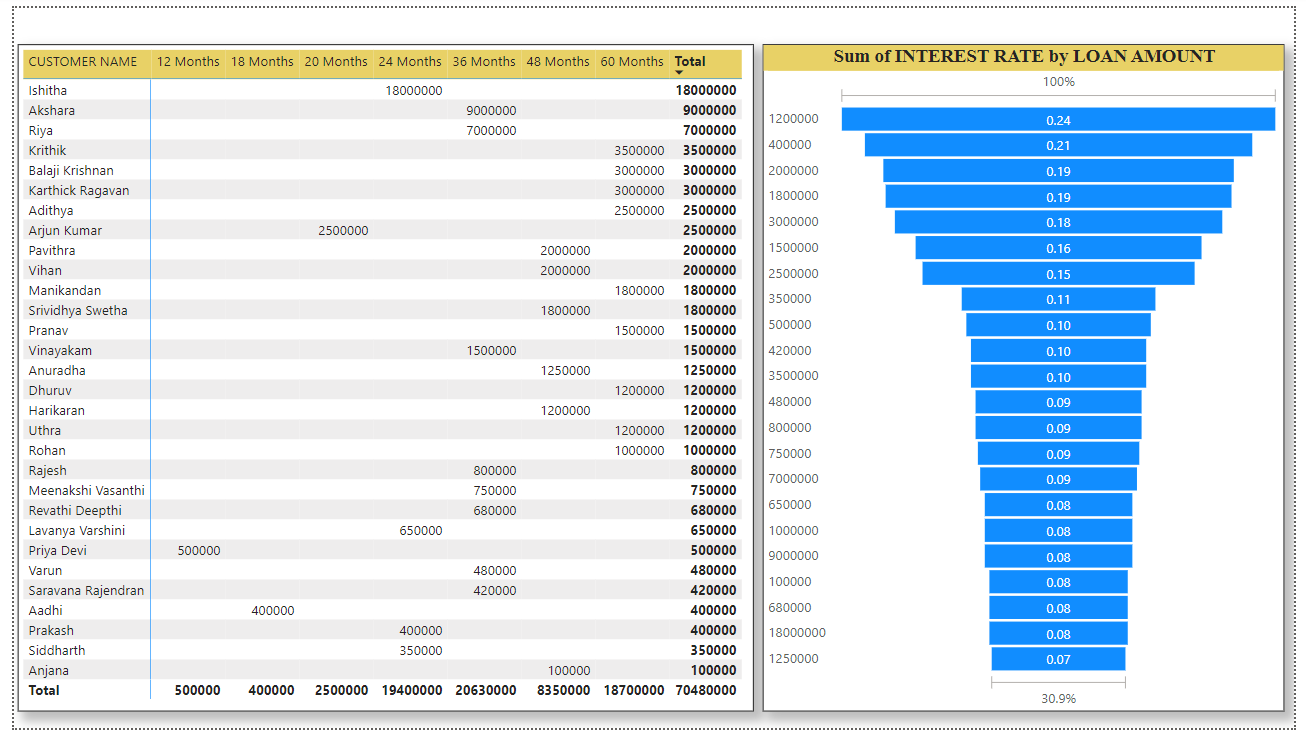 CUSTOMER NAME 12 Months 18 Months 20 Months 24 Months 36 Months 48 Months 60 Months Total
Ishitha 18000000 18000000
Akshara 9000000 9000000
Riya 7000000 7000000
Krithik 3500000 3500000
Balaji Krishnan 3000000 3000000
Karthick Ragavan 3000000 3000000
Adithya 2500000 2500000
Arjun Kumar 2500000 2500000
Pavithra 2000000 2000000
Vihan 2000000 2000000
Manikandan 1800000 1800000
Srividhya Swetha 1800000 1800000
Pranav 1500000 1500000
Vinayakam 1500000 1500000
Anuradha 1250000 1250000
Dhuruv 1200000 1200000
Harikaran 1200000 1200000
Uthra 1200000 1200000
Rohan 1000000 1000000
Rajesh 800000 800000
Meenakshi Vasanthi 750000 750000
Revathi Deepthi 680000 680000
Lavanya Varshini 650000 650000
Priya Devi 500000 500000
Varun 480000 480000
Saravana Rajendran 420000 420000
Aadhi 400000 400000
Prakash 400000 400000
Siddharth 350000 350000
Anjana 100000 100000
Total 500000 400000 2500000 19400000 20630000 8350000 18700000 70480000
Sum of INTEREST RATE by LOAN AMOUNT
100%
1200000 0.24
400000 0.21
2000000 0.19
1800000 0.19
3000000 0.18
1500000 0.16
2500000 0.15
350000 0.11
500000 0.10
420000 0.10
3500000 0.10
480000 0.09
800000 0.09
750000 0.09
7000000 0.09
650000 0.08
1000000 0.08
9000000 0.08
100000 0.08
680000 0.08
18000000 0.08
1250000 0.07
30.9%